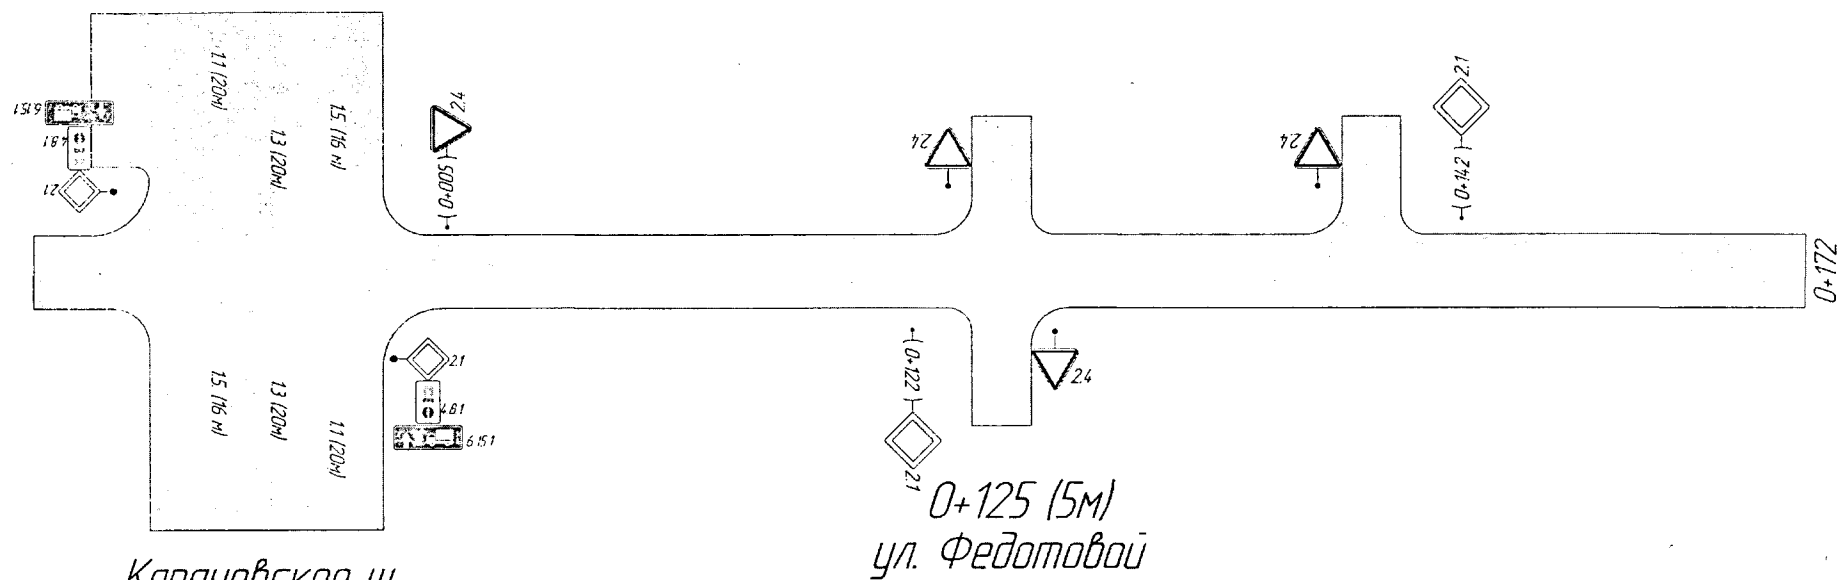 1.1 (20м)
1.3 (20м)
1.5 (16 м)
6.15.1
4.8.1
2.1
2.4
(0+005)
2.4
2.4
2.1
(0+142)
0+172
1.5 (16 м)
1.3 (20м)
1.1 (20м)
2.1
4.8.1
6.15.1
(0+122)
2.1
2.4
0+125 (5м)
ул. Федотовой